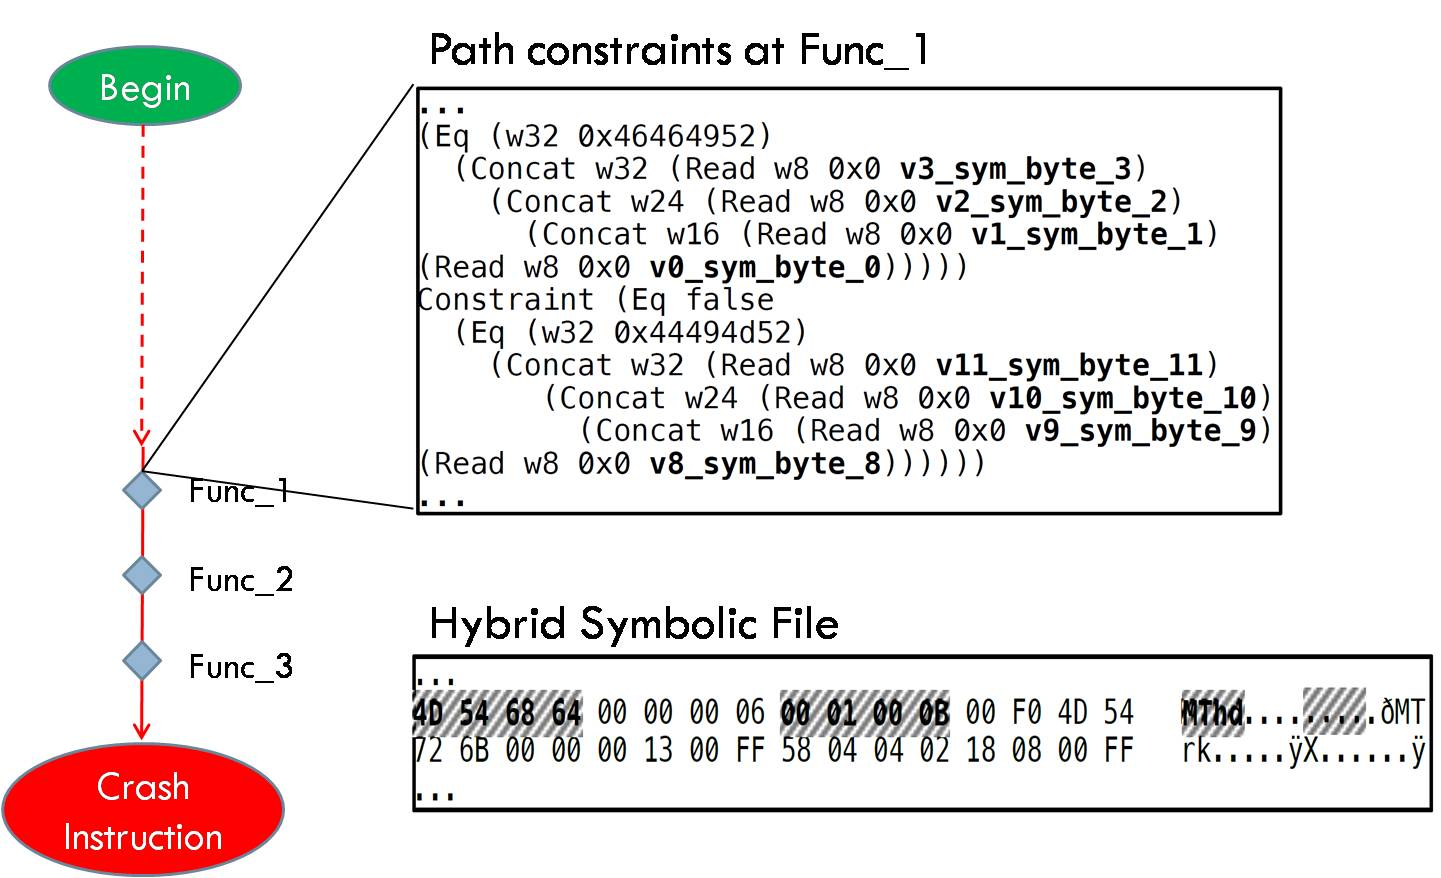 Path constraints at Func_1
Begin
...
(Eq (w32 0x46464952)
(Concat w32 (Read w8 0x0 v3_sym_byte_3)
(Concat w24 (Read w8 0x0 v2_sym_byte_2)
(Concat w16 (Read w8 0x0 v1_sym_byte_1)
(Read w8 0x0 v0_sym_byte_0)))))
Constraint (Eq false
(Eq (w32 0x44494d52)
(Concat w32 (Read w8 0x0 v11_sym_byte_11)
(Concat w24 (Read w8 0x0 v10_sym_byte_10)
(Concat w16 (Read w8 0x0 v9_sym_byte_9)
(Read w8 0x0 v8_sym_byte_8))))))
...
Func_1
Func_2
Func_3
Crash
Instruction
Hybrid Symbolic File
...
4D 54 68 64 00 00 00 06 00 01 00 0B 00 F0 4D 54 MThd.........ðMT
72 6B 00 00 00 13 00 FF 58 04 04 02 18 08 00 FF rk.....ÿX......ÿ
...